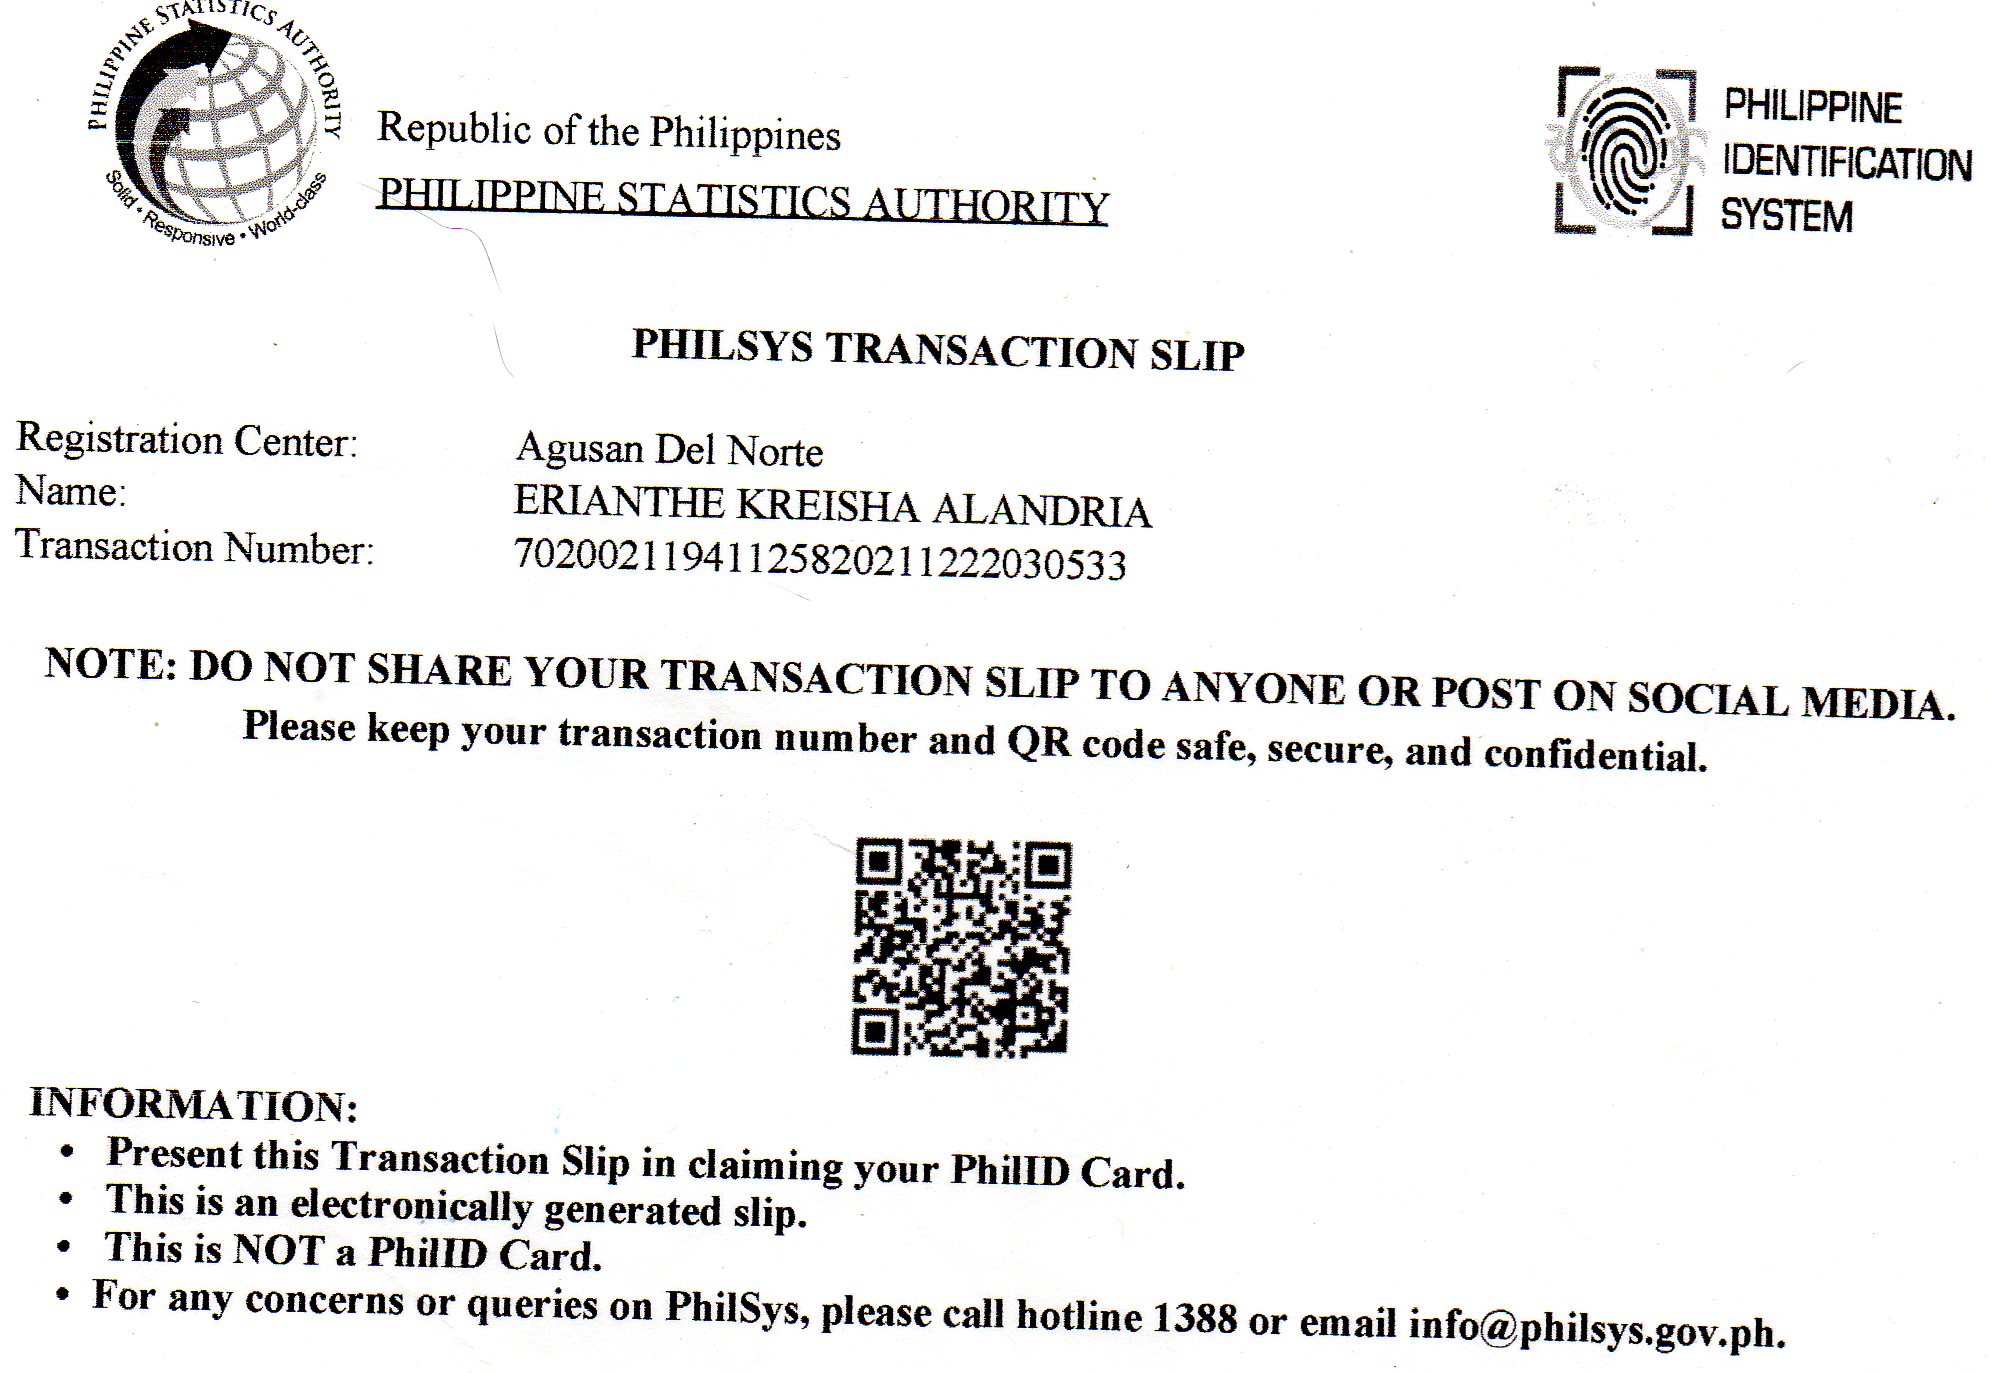 PHILIPPINE STATISTICS AUTHORITY
Solid • Responsive • World-class
Republic of the Philippines
PHILIPPINE STATISTICS AUTHORITY
PHILIPPINE
IDENTIFICATION
SYSTEM
PHILSYS TRANSACTION SLIP
Registration Center: Agusan Del Norte
Name: ERIANTHE KREISHA ALANDRIA
Transaction Number: 70200211941125820211222030533
NOTE: DO NOT SHARE YOUR TRANSACTION SLIP TO ANYONE OR POST ON SOCIAL MEDIA.
Please keep your transaction number and QR code safe, secure, and confidential.
INFORMATION:
• Present this Transaction Slip in claiming your PhilID Card.
• This is an electronically generated slip.
• This is NOT a PhilID Card.
• For any concerns or queries on PhilSys, please call hotline 1388 or email info@philsys.gov.ph.